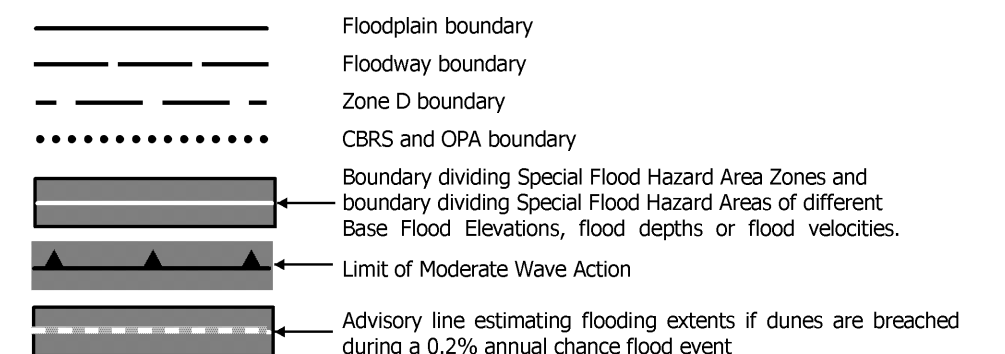 Floodplain boundary
Floodway boundary
Zone D boundary
CBRS and OPA boundary
Boundary dividing Special Flood Hazard Area Zones and
boundary dividing Special Flood Hazard Areas of different
Base Flood Elevations, flood depths or flood velocities.
Limit of Moderate Wave Action
Advisory line estimating flooding extents if dunes are breached
during a 0.2% annual chance flood event